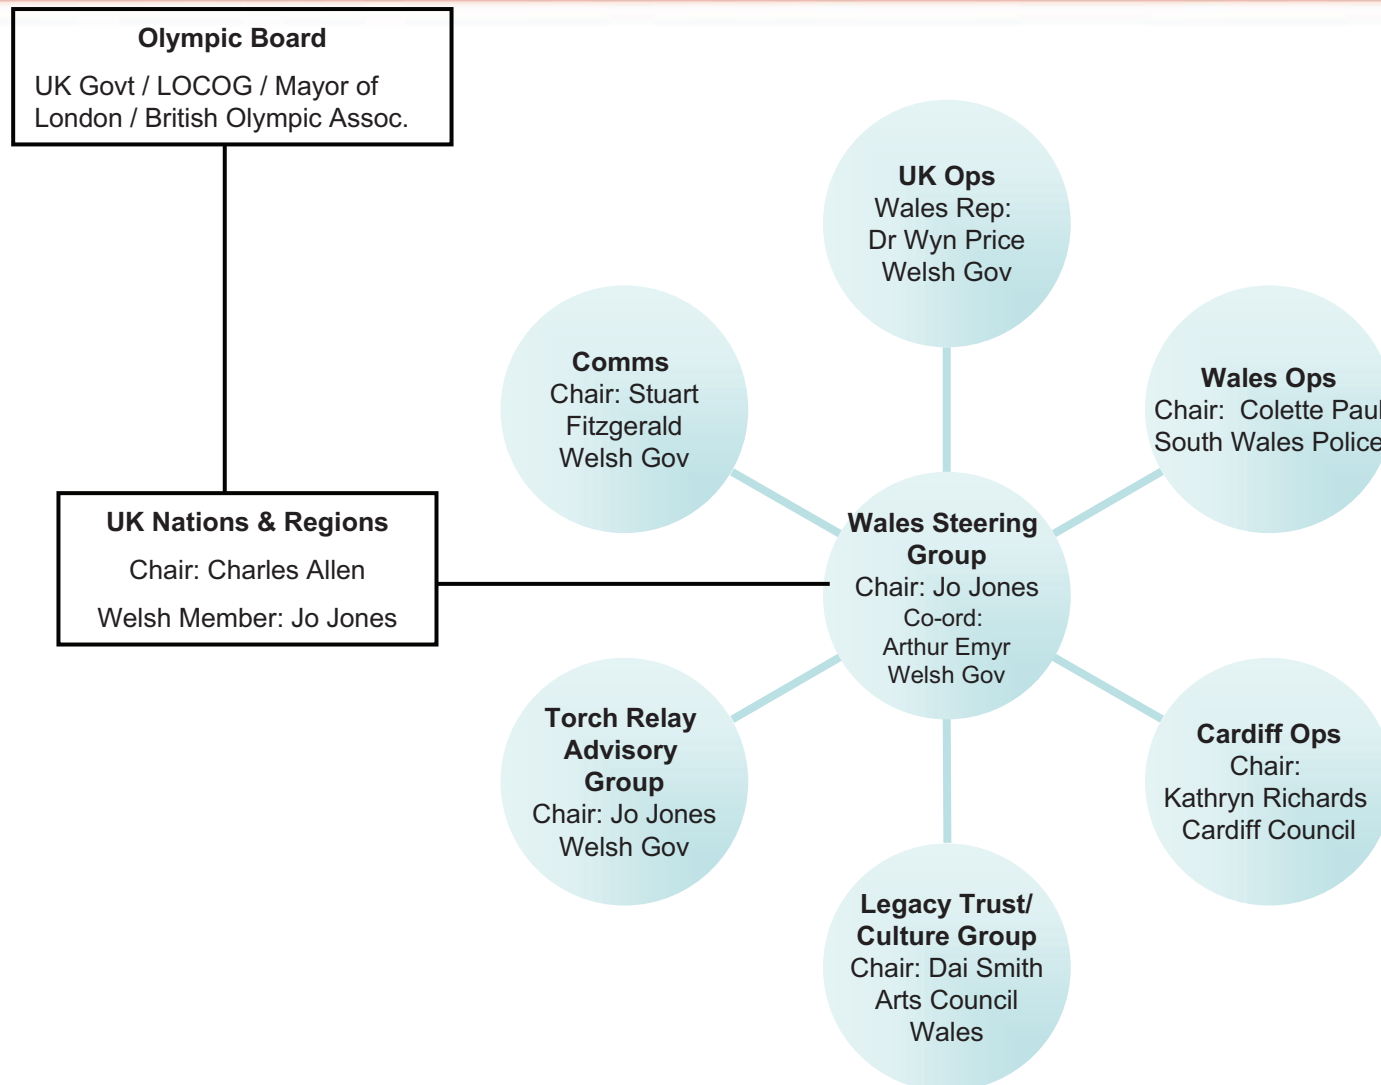 Olympic Board
UK Govt / LOCOG / Mayor of
London / British Olympic Assoc.
UK Ops
Wales Rep:
Dr Wyn Price
Welsh Gov
Comms
Chair: Stuart
Fitzgerald
Welsh Gov
Wales Ops
Chair:  Colette Paul
South Wales Police
UK Nations & Regions
Chair: Charles Allen
Welsh Member: Jo Jones
Wales Steering
Group
Chair: Jo Jones
Co-ord:
Arthur Emyr
Welsh Gov
Torch Relay
Advisory
Group
Chair: Jo Jones
Welsh Gov
Cardiff Ops
Chair:
Kathryn Richards
Cardiff Council
Legacy Trust/
Culture Group
Chair: Dai Smith
Arts Council
Wales